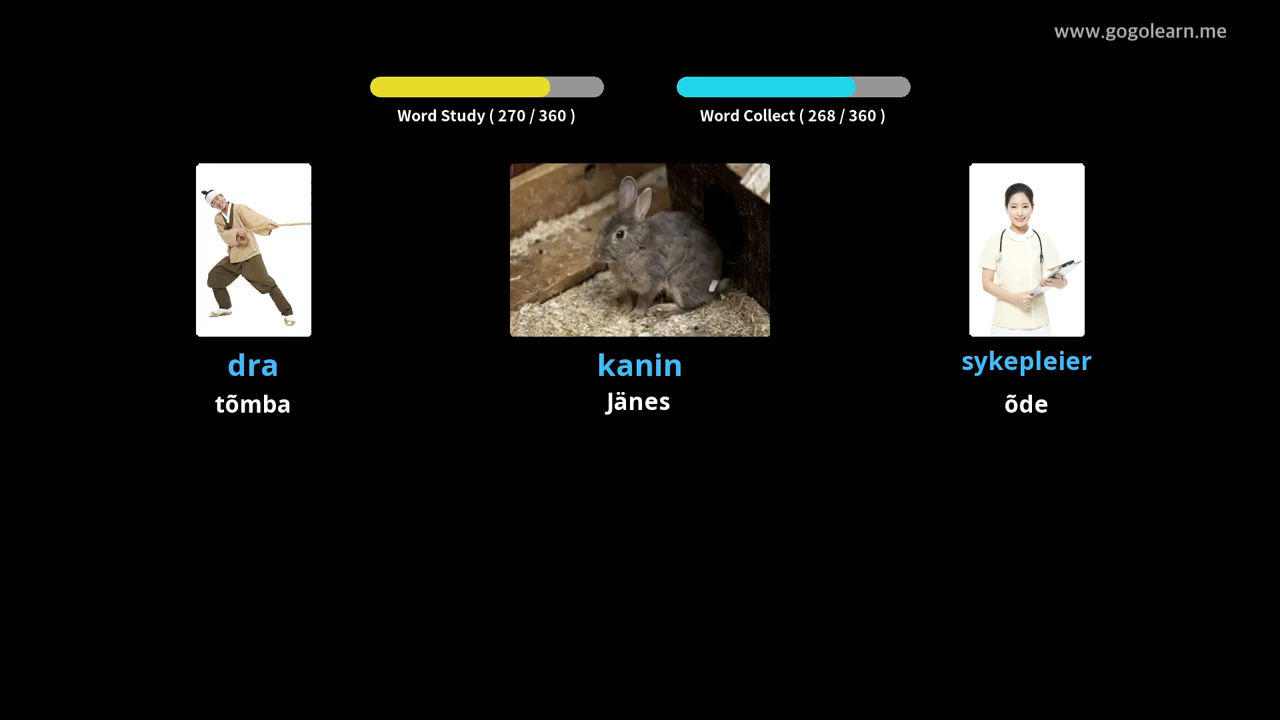 www.gogolearn.me
Word Study ( 270 / 360 )
Word Collect ( 268 / 360 )
dra
kanin
sykepleier
tõmba
Jänes
õde